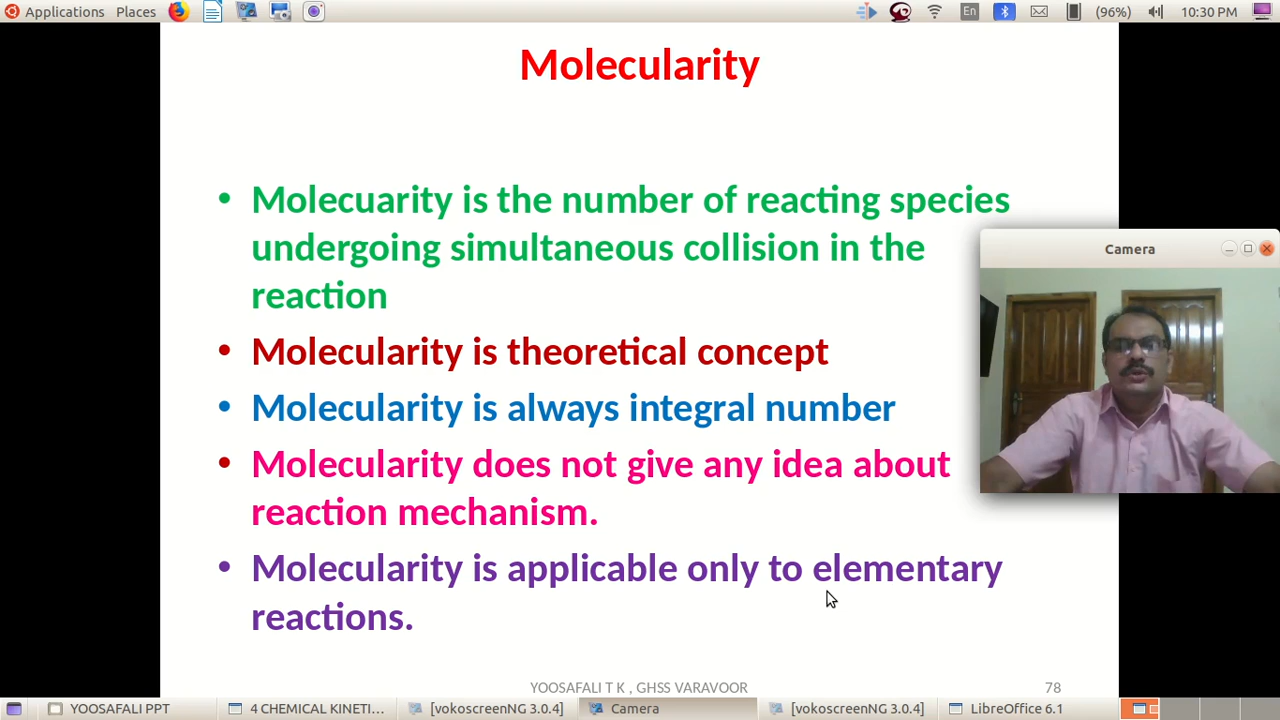 Applications Places En (96%) 10:30 PM
Molecularity
• Molecuarity is the number of reacting species
undergoing simultaneous collision in the
reaction
• Molecularity is theoretical concept
• Molecularity is always integral number
• Molecularity does not give any idea about
reaction mechanism.
• Molecularity is applicable only to elementary
reactions.
Camera
YOOSAFALI T K , GHSS VARAVOOR 78
YOOSAFALI PPT 4 CHEMICAL KINETI... [vokoscreenNG 3.0.4] Camera [vokoscreenNG 3.0.4] LibreOffice 6.1